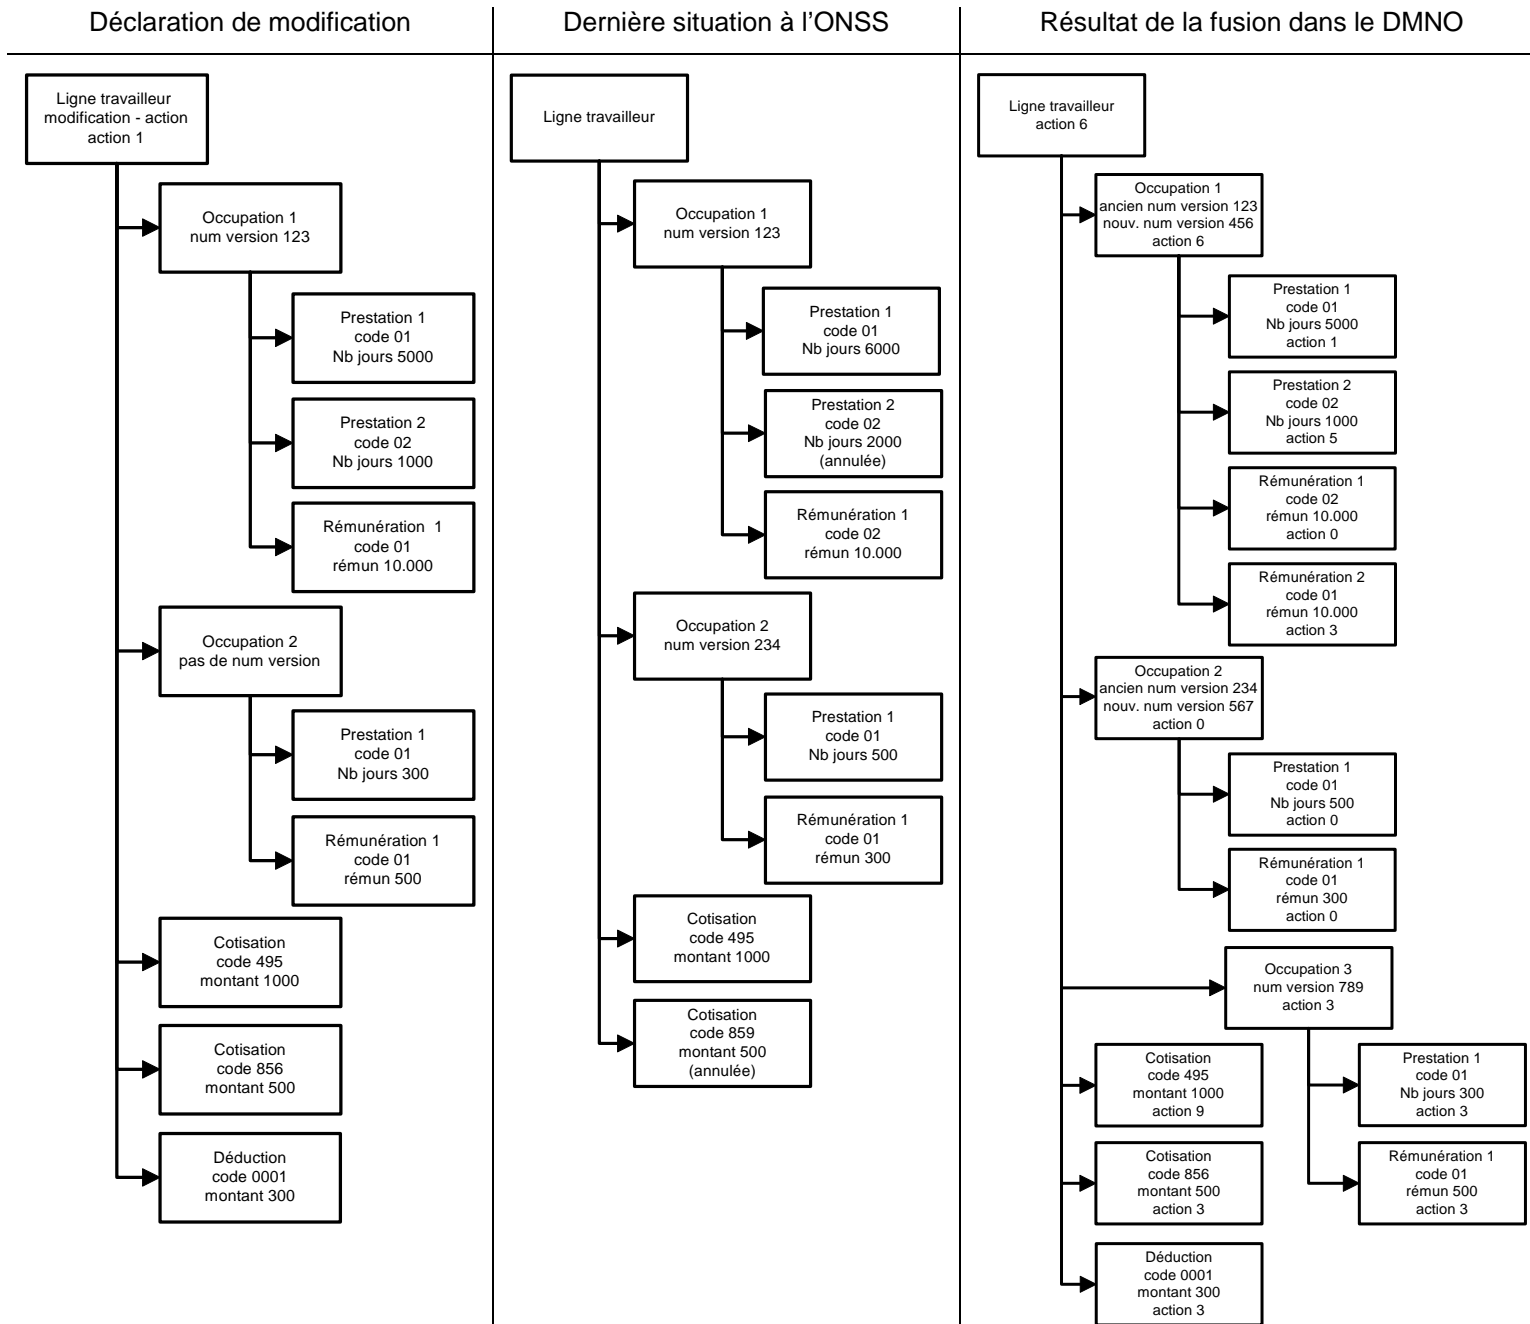 Déclaration de modification
Ligne travailleur
modification - action
action 1
Occupation 1
num version 123
Prestation 1
code 01
Nb jours 5000
Prestation 2
code 02
Nb jours 1000
Rémunération  1
code 01
rémun 10.000
Occupation 2
pas de num version
Prestation 1
code 01
Nb jours 300
Rémunération 1
code 01
rémun 500
Cotisation
code 495
montant 1000
Cotisation
code 856
montant 500
Déduction
code 0001
montant 300
Dernière situation à l'ONSS
Ligne travailleur
Occupation 1
num version 123
Prestation 1
code 01
Nb jours 6000
Prestation 2
code 02
Nb jours 2000
(annulée)
Rémunération 1
code 02
rémun 10.000
Occupation 2
num version 234
Prestation 1
code 01
Nb jours 500
Rémunération 1
code 01
rémun 300
Cotisation
code 495
montant 1000
Cotisation
code 859
montant 500
(annulée)
Résultat de la fusion dans le DMNO
Ligne travailleur
action 6
Occupation 1
ancien num version 123
nouv. num version 456
action 6
Prestation 1
code 01
Nb jours 5000
action 1
Prestation 2
code 02
Nb jours 1000
action 5
Rémunération 1
code 02
rémun 10.000
action 0
Rémunération 2
code 01
rémun 10.000
action 3
Occupation 2
ancien num version 234
nouv. num version 567
action 0
Prestation 1
code 01
Nb jours 500
action 0
Rémunération 1
code 01
rémun 300
action 0
Occupation 3
num version 789
action 3
Prestation 1
code 01
Nb jours 300
action 3
Rémunération 1
code 01
rémun 500
action 3
Cotisation
code 495
montant 1000
action 9
Cotisation
code 856
montant 500
action 3
Déduction
code 0001
montant 300
action 3